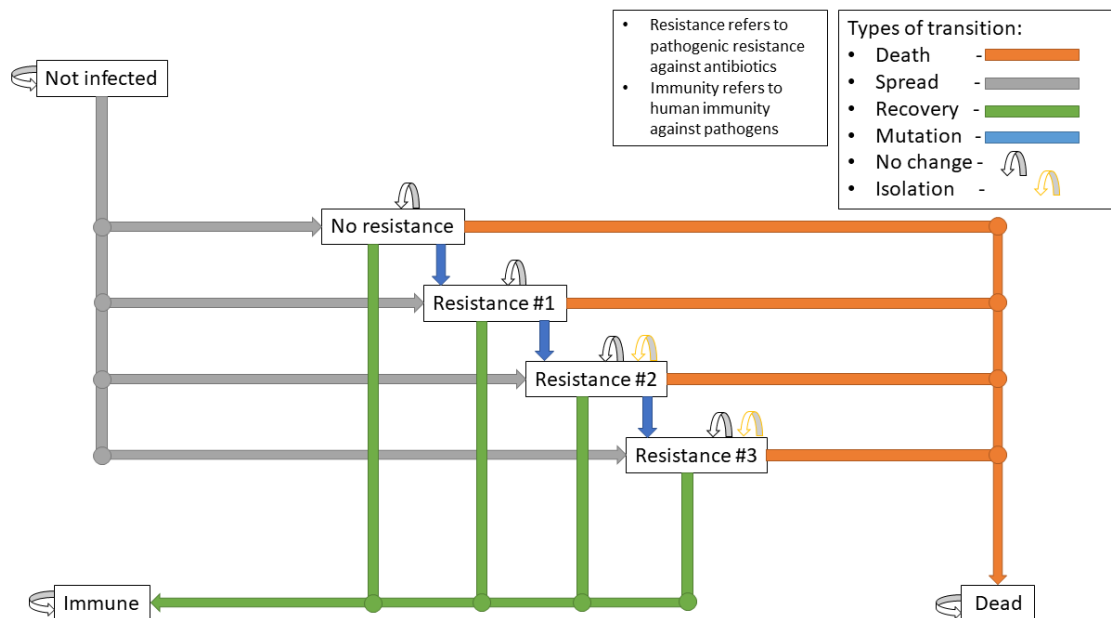 • Resistance refers to
pathogenic resistance
against antibiotics
• Immunity refers to
human immunity
against pathogens
Types of transition:
• Death -
• Spread -
• Recovery -
• Mutation -
• No change -
• Isolation -
Not infected
No resistance
Resistance #1
Resistance #2
Resistance #3
Immune
Dead